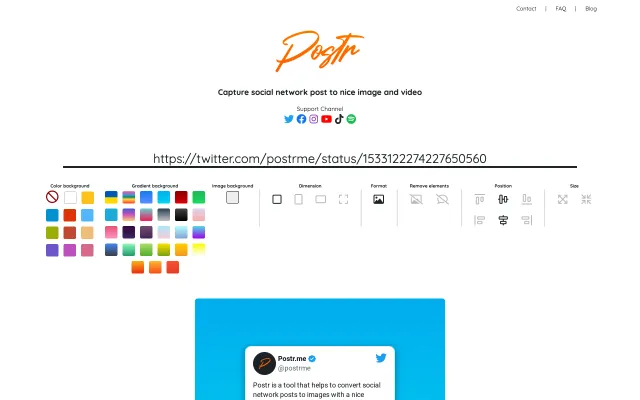 Contact | FAQ | Blog
Postr
Capture social network post to nice image and video
Support Channel
https://twitter.com/postrme/status/1533122274227650560
Color background Gradient background Image background Dimension Format Remove elements Position Size
Postr.me
@postrme
Postr is a tool that helps to convert social
network posts to images with a nice